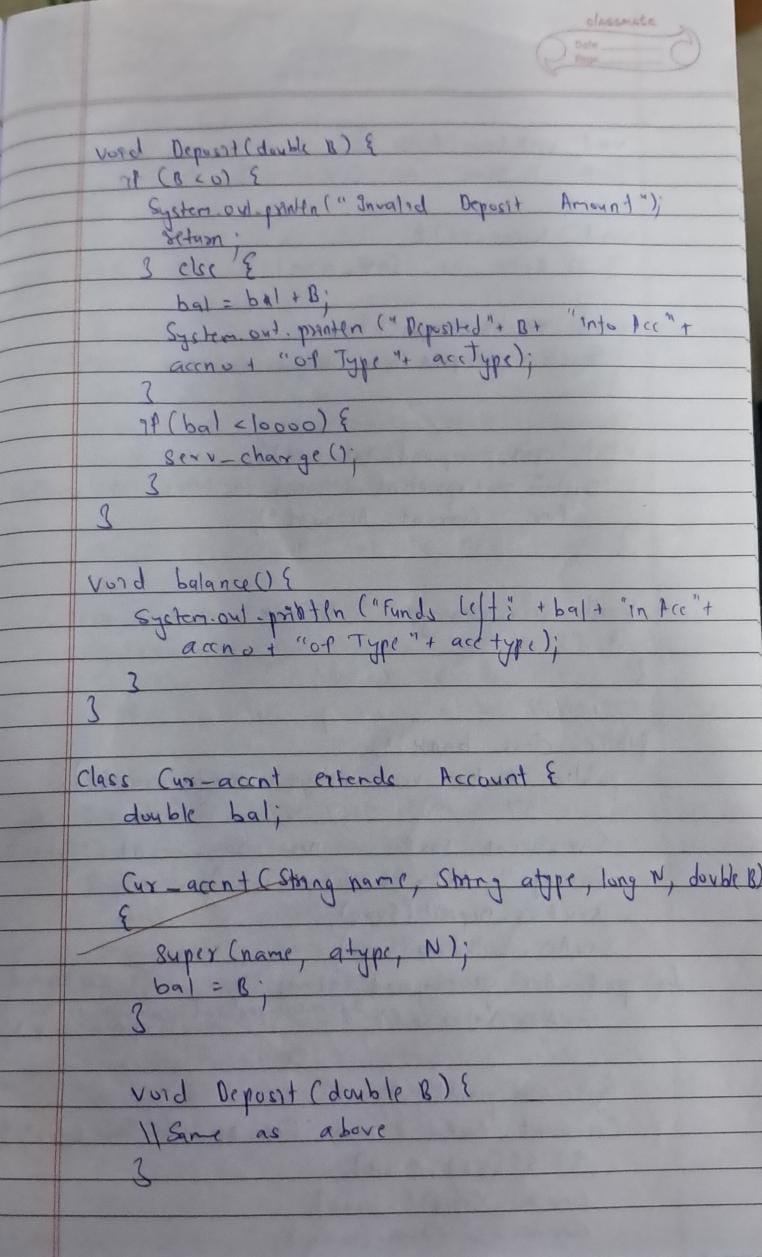 classmate
Date
Page
void Deposit(double B) {
if (B < 0) {
System.out.println("Invalid Deposit Amount");
return;
} else {
bal = bal + B;
System.out.println("Deposited" + B + "into Acc" +
accno + "of Type" + accType);
}
if (bal < 10000) {
serv_charge();
}
}
void balance() {
System.out.println("Funds left:" + bal + "in Acc" +
accno + "of Type" + acctype);
}
}
class Cur-accnt extends Account {
double bal;
Cur_accnt (String name, String atype, long N, double B)
{
super (name, atype, N);
bal = B;
}
void Deposit (double B) {
// Same as above
}